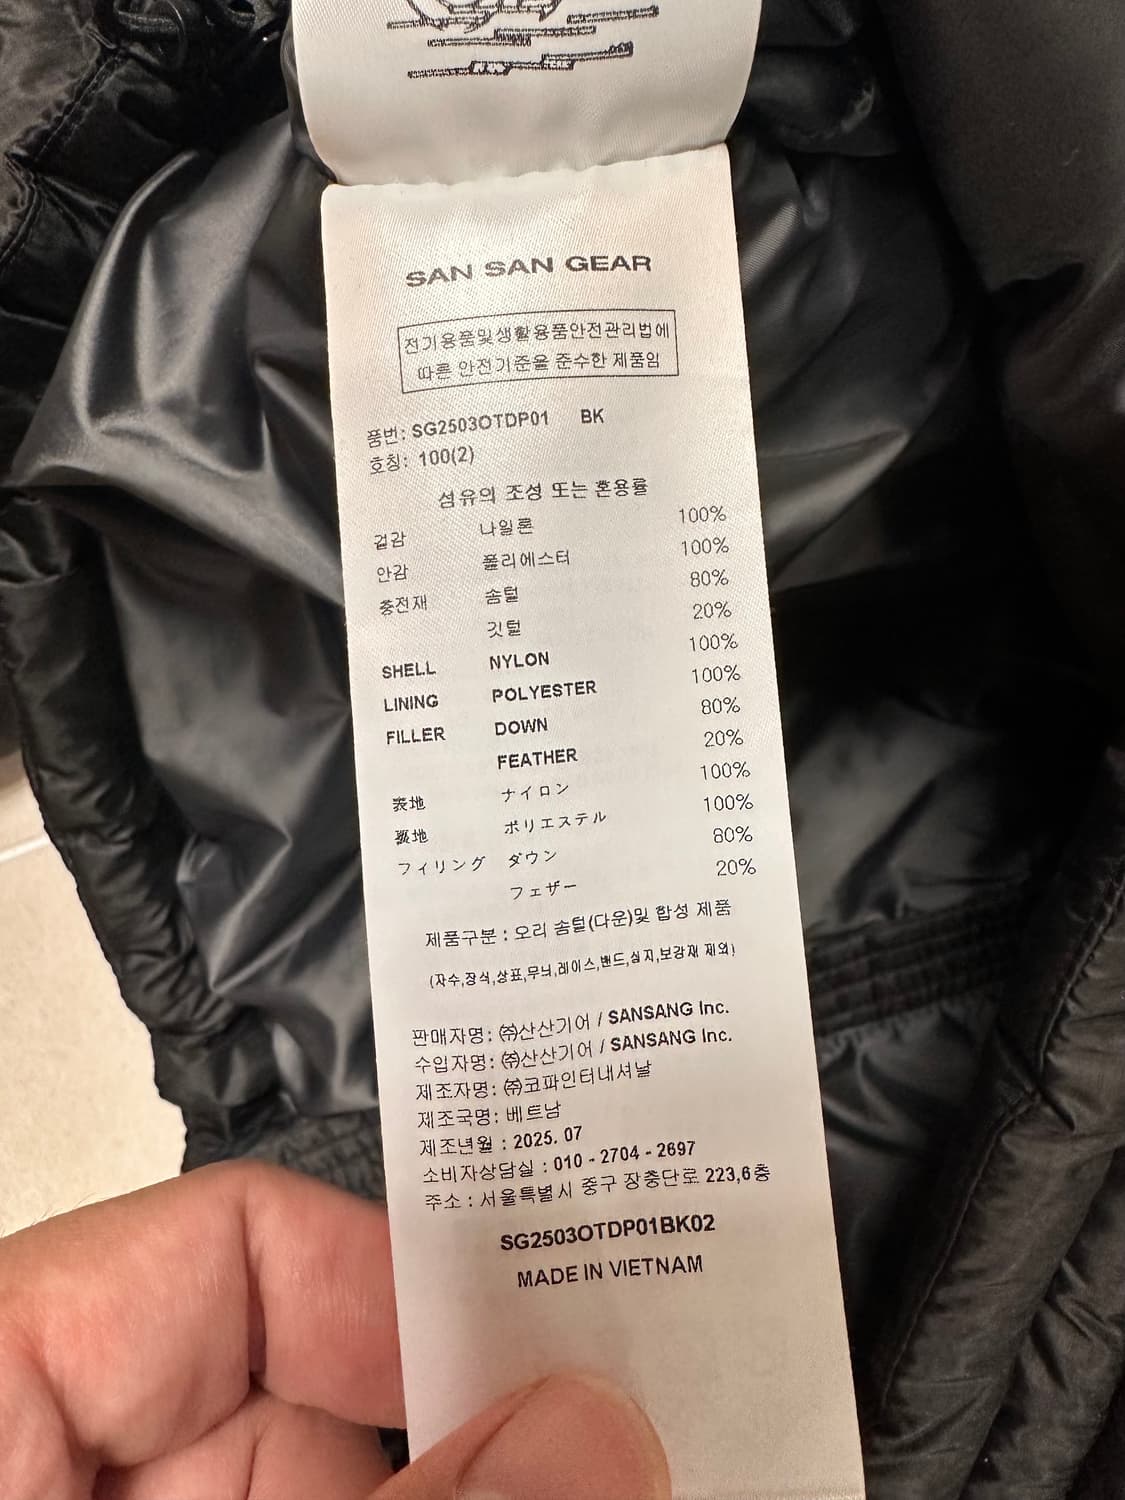 SAN SAN GEAR
전기용품및생활용품안전관리법에
따른 안전기준을 준수한 제품임
품번: SG2503OTDP01 BK
호칭: 100(2)
섬유의 조성 또는 혼용률
겉감 나일론 100%
안감 폴리에스터 100%
충전재 솜털 80%
깃털 20%
SHELL NYLON 100%
LINING POLYESTER 100%
FILLER DOWN 80%
FEATHER 20%
表地 ナイロン 100%
裏地 ポリエステル 100%
フィリング ダウン 80%
フェザー 20%
제품구분 : 오리 솜털(다운)및 합성 제품
(자수,장식,상표,무늬,레이스,밴드,심지,보강재 제외)
판매자명: ㈜산산기어 / SANSANG Inc.
수입자명: ㈜산산기어 / SANSANG Inc.
제조자명: ㈜코파인터내셔날
제조국명: 베트남
제조년월 : 2025. 07
소비자상담실 : 010 - 2704 - 2697
주소 : 서울특별시 중구 장충단로 223,6층
SG2503OTDP01BK02
MADE IN VIETNAM